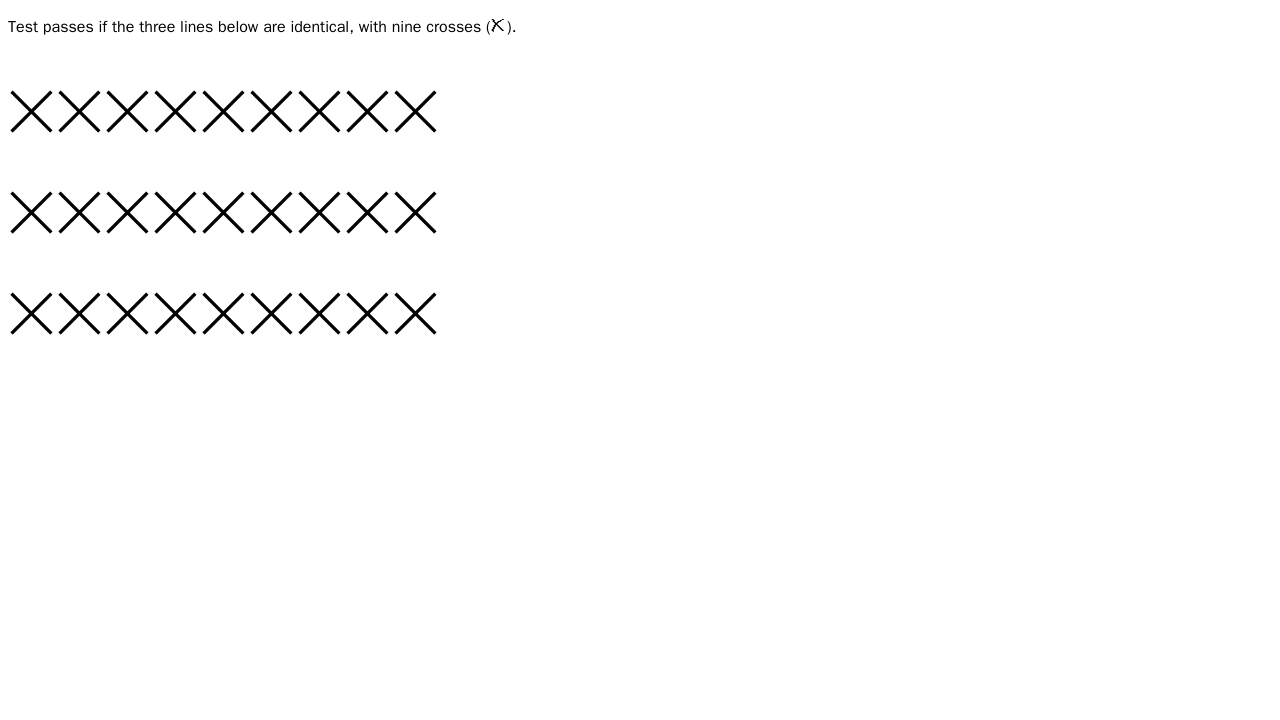 Test passes if the three lines below are identical, with nine crosses (☓).
☓☓☓☓☓☓☓☓☓
☓☓☓☓☓☓☓☓☓
☓☓☓☓☓☓☓☓☓